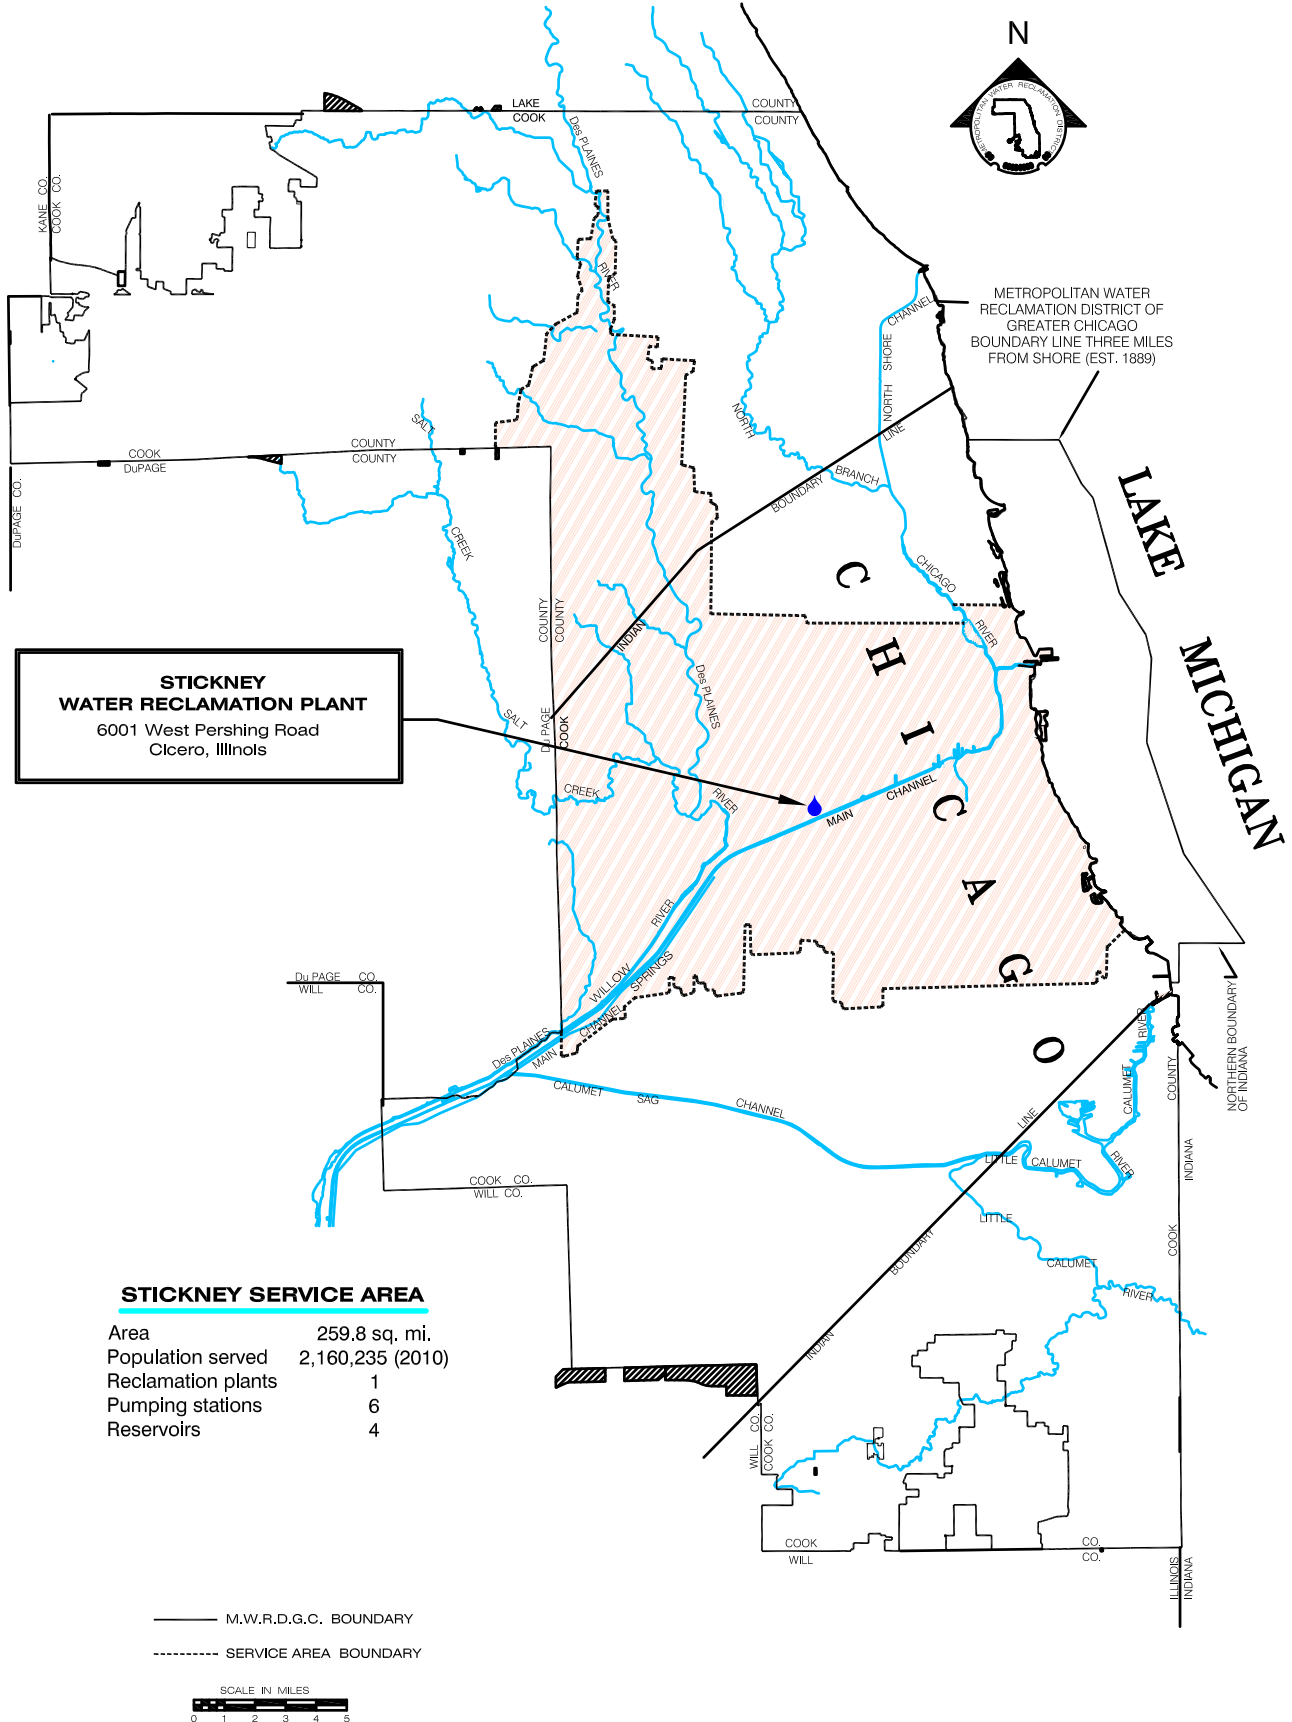 N
METROPOLITAN WATER RECLAMATION DISTRICT
CHICAGO
LAKE
COOK
COUNTY
COUNTY
Des PLAINES
RIVER
KANE CO.
COOK CO.
CHANNEL
SHORE
NORTH
METROPOLITAN WATER
RECLAMATION DISTRICT OF
GREATER CHICAGO
BOUNDARY LINE THREE MILES
FROM SHORE (EST. 1889)
NORTH
BRANCH
CHICAGO
RIVER
LINE
BOUNDARY
INDIAN
SALT
CREEK
COOK
DuPAGE
COUNTY
COUNTY
DuPAGE CO.
LAKE
MICHIGAN
CHICAGO
COUNTY
COUNTY
Du PAGE
COOK
STICKNEY
WATER RECLAMATION PLANT
6001 West Pershing Road
Cicero, Illinois
SALT
CREEK
Des PLAINES
RIVER
MAIN
CHANNEL
RIVER
WILLOW
SPRINGS
Du PAGE CO.
WILL CO.
Des PLAINES
MAIN
CHANNEL
CALUMET
SAG
CHANNEL
NORTHERN BOUNDARY
OF INDIANA
CALUMET
RIVER
COUNTY
INDIANA
COOK
LINE
BOUNDARY
INDIAN
LITTLE
CALUMET
RIVER
LITTLE
CALUMET
RIVER
COOK CO.
WILL CO.
STICKNEY SERVICE AREA
Area 259.8 sq. mi.
Population served 2,160,235 (2010)
Reclamation plants 1
Pumping stations 6
Reservoirs 4
WILL CO.
COOK CO.
COOK
WILL
CO.
CO.
ILLINOIS
INDIANA
M.W.R.D.G.C. BOUNDARY
SERVICE AREA BOUNDARY
SCALE IN MILES
0 1 2 3 4 5